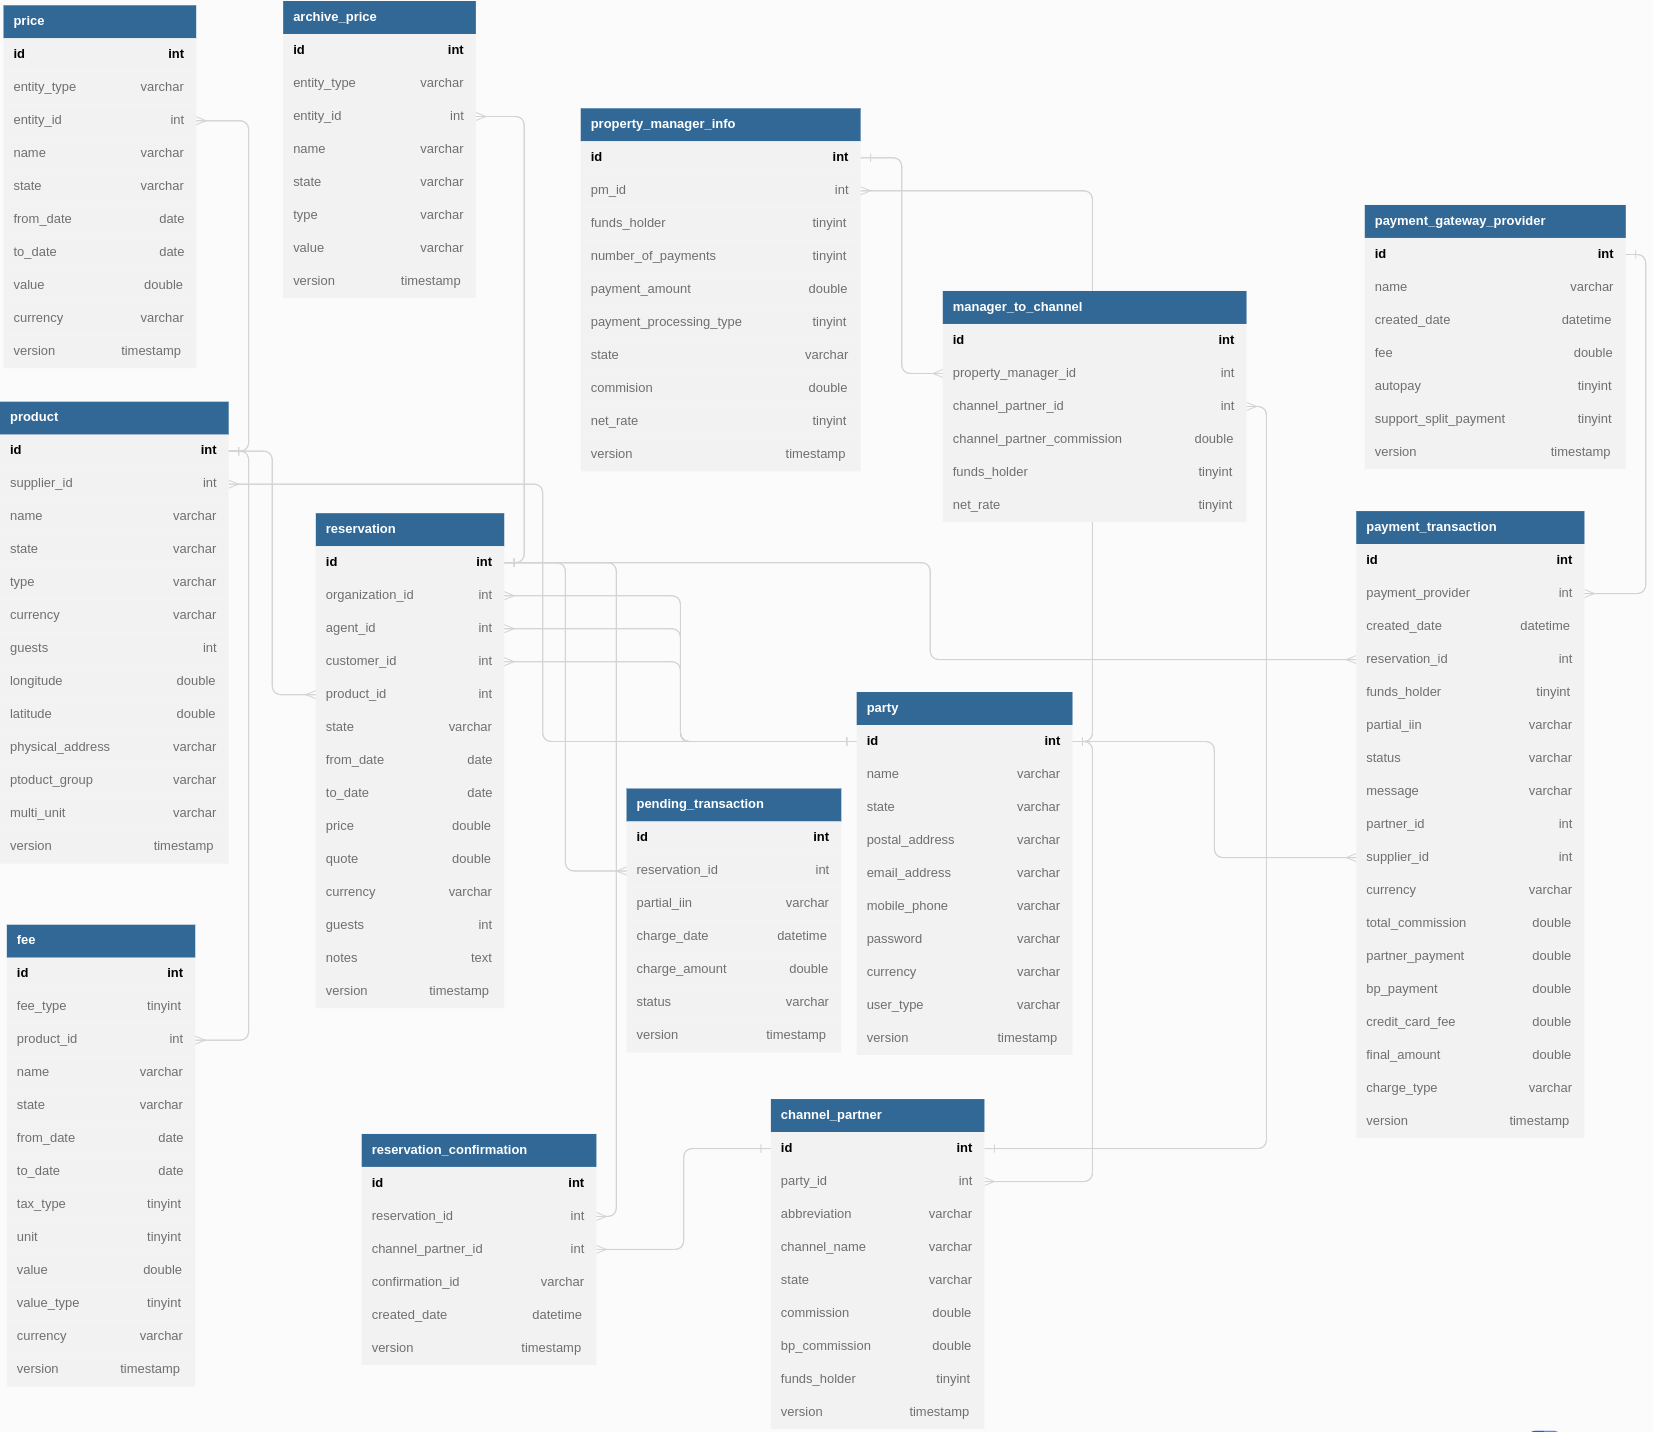 price
id int
entity_type varchar
entity_id int
name varchar
state varchar
from_date date
to_date date
value double
currency varchar
version timestamp
archive_price
id int
entity_type varchar
entity_id int
name varchar
state varchar
type varchar
value varchar
version timestamp
property_manager_info
id int
pm_id int
funds_holder tinyint
number_of_payments tinyint
payment_amount double
payment_processing_type tinyint
state varchar
commision double
net_rate tinyint
version timestamp
manager_to_channel
id int
property_manager_id int
channel_partner_id int
channel_partner_commission double
funds_holder tinyint
net_rate tinyint
payment_gateway_provider
id int
name varchar
created_date datetime
fee double
autopay tinyint
support_split_payment tinyint
version timestamp
product
id int
supplier_id int
name varchar
state varchar
type varchar
currency varchar
guests int
longitude double
latitude double
physical_address varchar
ptoduct_group varchar
multi_unit varchar
version timestamp
reservation
id int
organization_id int
agent_id int
customer_id int
product_id int
state varchar
from_date date
to_date date
price double
quote double
currency varchar
guests int
notes text
version timestamp
pending_transaction
id int
reservation_id int
partial_iin varchar
charge_date datetime
charge_amount double
status varchar
version timestamp
party
id int
name varchar
state varchar
postal_address varchar
email_address varchar
mobile_phone varchar
password varchar
currency varchar
user_type varchar
version timestamp
payment_transaction
id int
payment_provider int
created_date datetime
reservation_id int
funds_holder tinyint
partial_iin varchar
status varchar
message varchar
partner_id int
supplier_id int
currency varchar
total_commission double
partner_payment double
bp_payment double
credit_card_fee double
final_amount double
charge_type varchar
version timestamp
fee
id int
fee_type tinyint
product_id int
name varchar
state varchar
from_date date
to_date date
tax_type tinyint
unit tinyint
value double
value_type tinyint
currency varchar
version timestamp
reservation_confirmation
id int
reservation_id int
channel_partner_id int
confirmation_id varchar
created_date datetime
version timestamp
channel_partner
id int
party_id int
abbreviation varchar
channel_name varchar
state varchar
commission double
bp_commission double
funds_holder tinyint
version timestamp